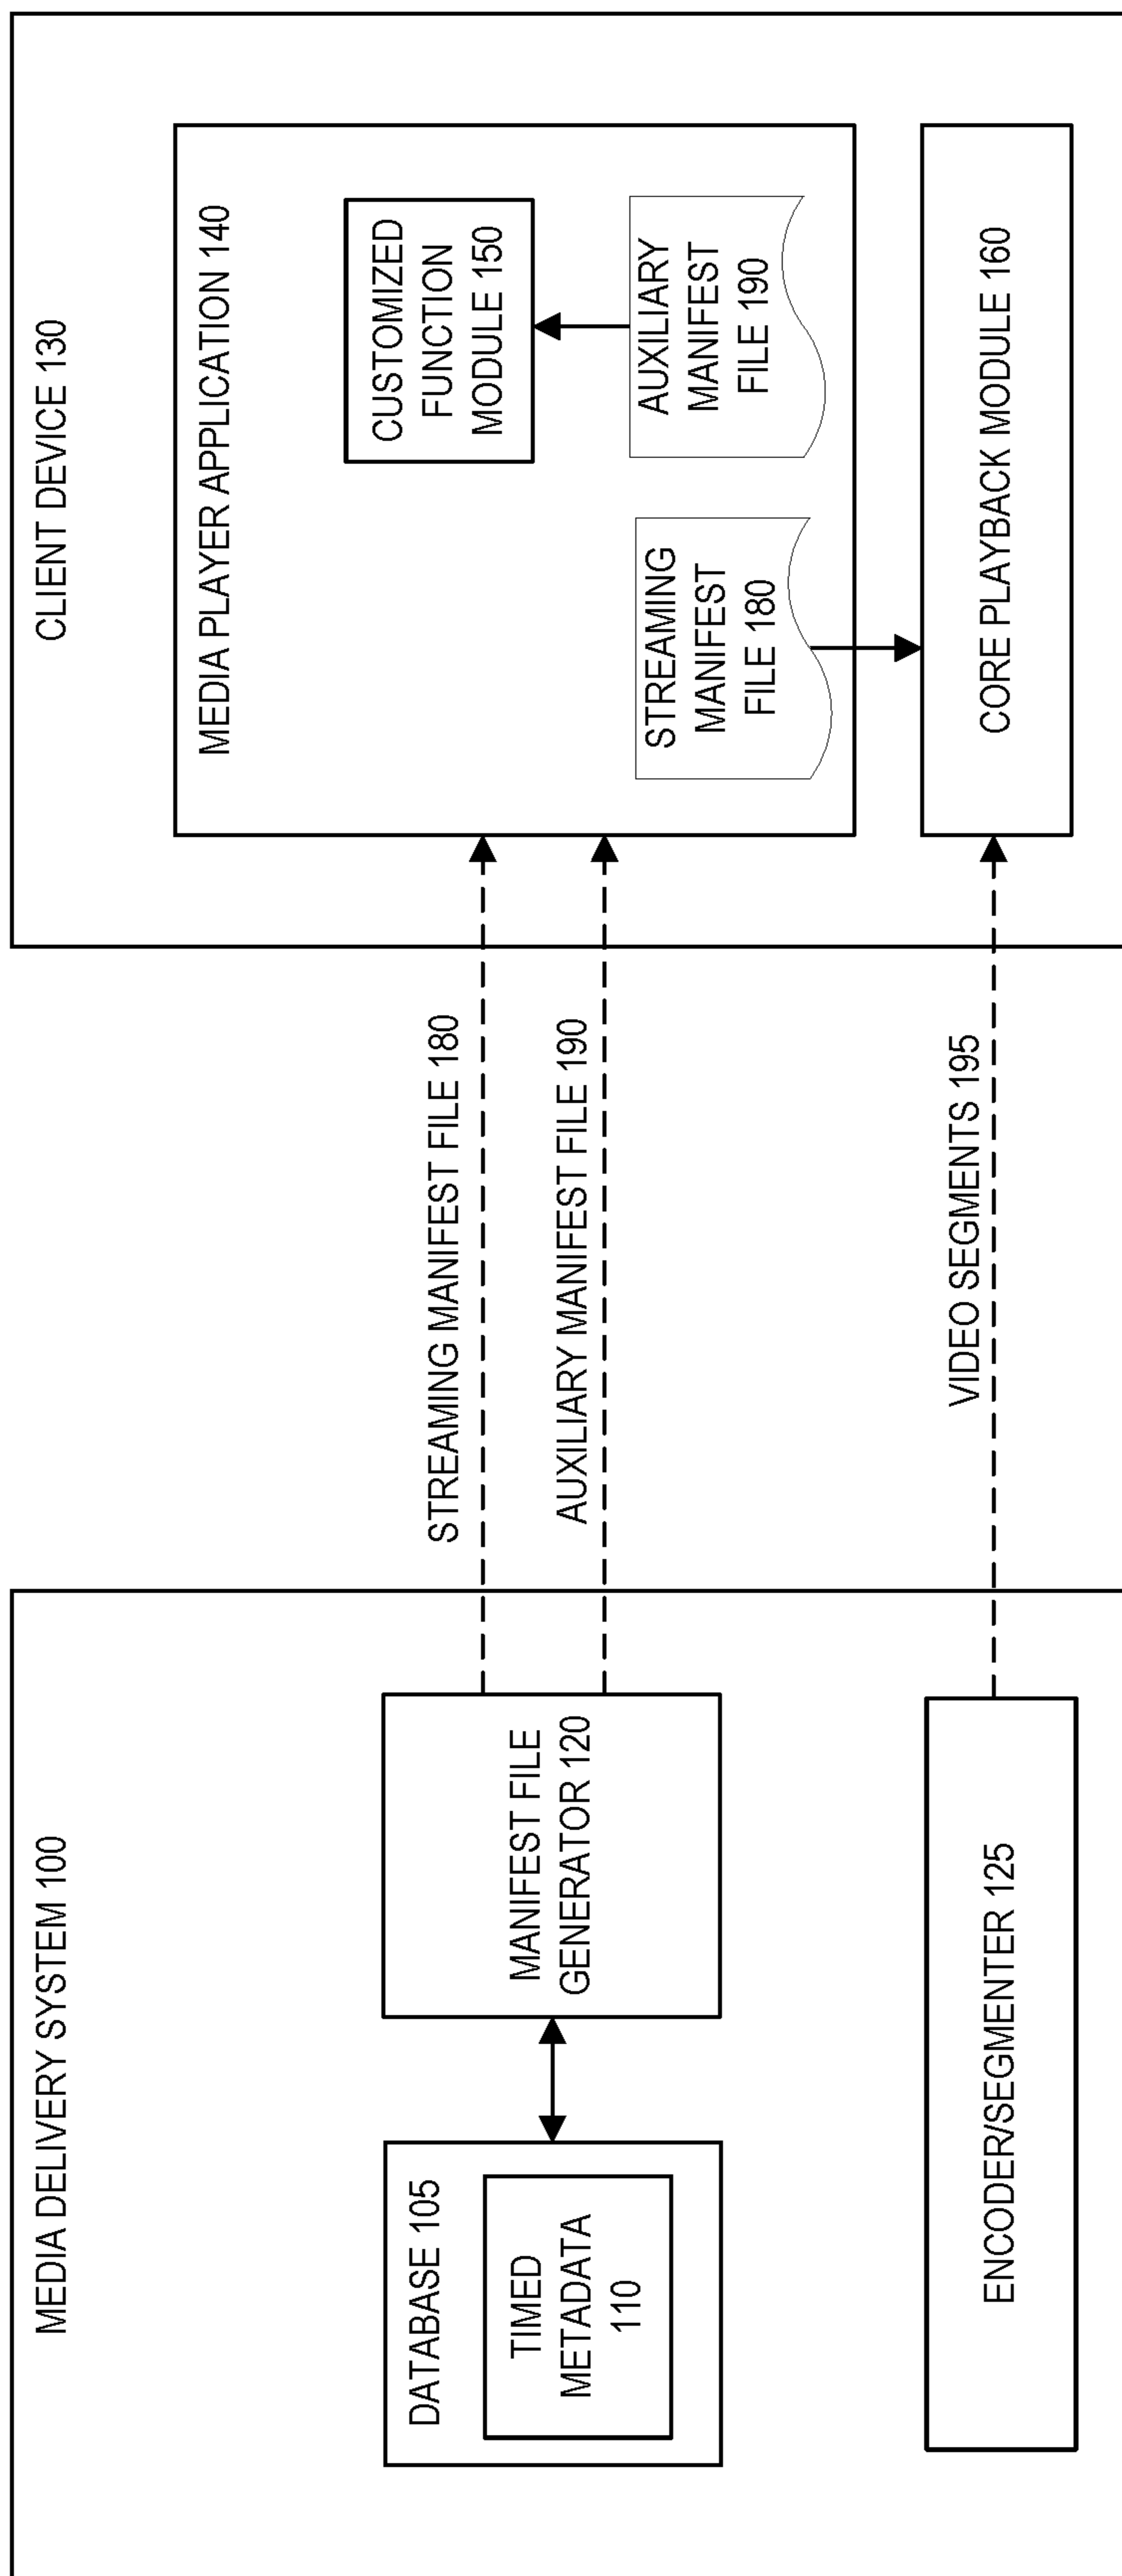 MEDIA DELIVERY SYSTEM 100
DATABASE 105
TIMED
METADATA
110
MANIFEST FILE
GENERATOR 120
ENCODER/SEGMENTER 125
STREAMING MANIFEST FILE 180
AUXILIARY MANIFEST FILE 190
VIDEO SEGMENTS 195
CLIENT DEVICE 130
MEDIA PLAYER APPLICATION 140
CUSTOMIZED
FUNCTION
MODULE 150
STREAMING
MANIFEST
FILE 180
AUXILIARY
MANIFEST
FILE 190
CORE PLAYBACK MODULE 160